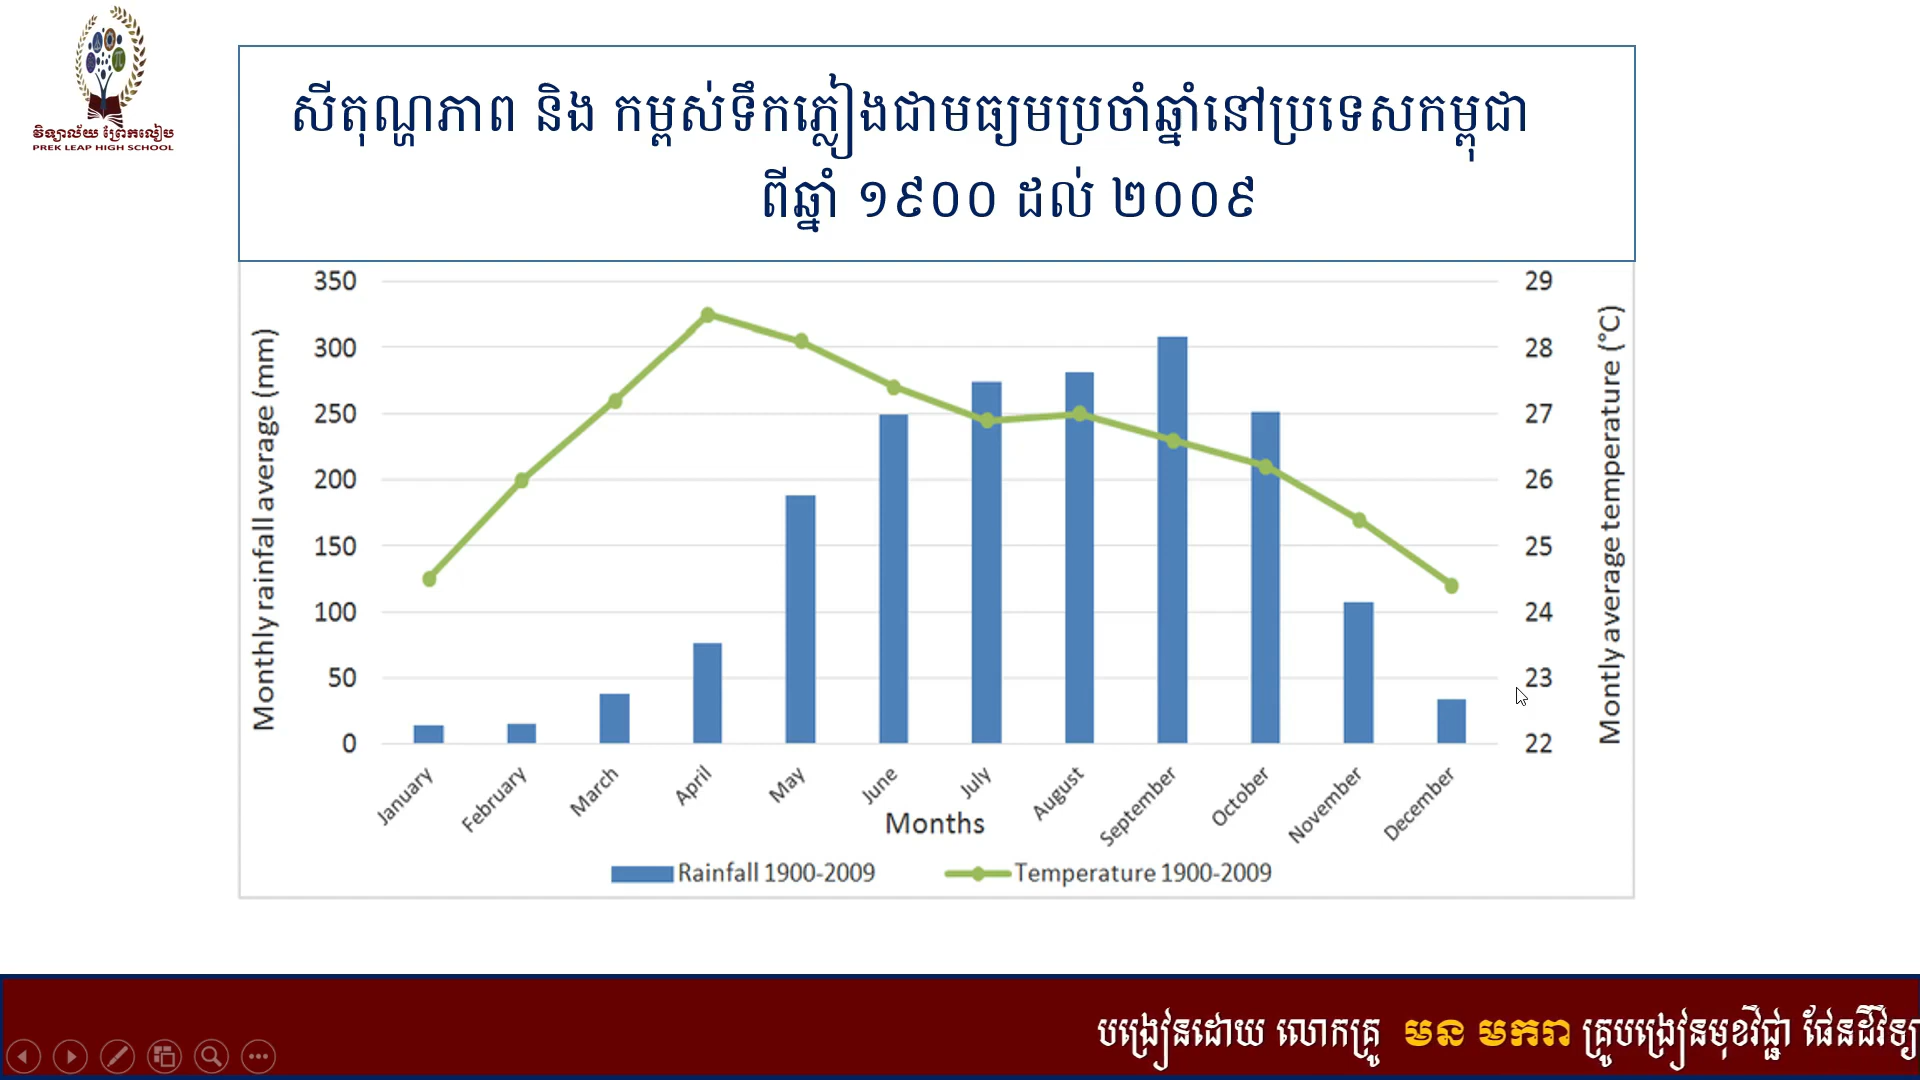 វិទ្យាល័យ ព្រែកលៀប
PREK LEAP HIGH SCHOOL
សីតុណ្ហភាព និង កម្ពស់ទឹកភ្លៀងជាមធ្យមប្រចាំឆ្នាំនៅប្រទេសកម្ពុជា
ពីឆ្នាំ ១៩០០ ដល់ ២០០៩
Monthly rainfall average (mm)
350
300
250
200
150
100
50
0
29
28
27
26
25
24
23
22
Montly average temperature (°C)
January
February
March
April
May
June
July
August
September
October
November
December
Months
Rainfall 1900-2009
Temperature 1900-2009
បង្រៀនដោយ លោកគ្រូ មន មករា គ្រូបង្រៀនមុខវិជ្ជា ផែនដីវិទ្យា